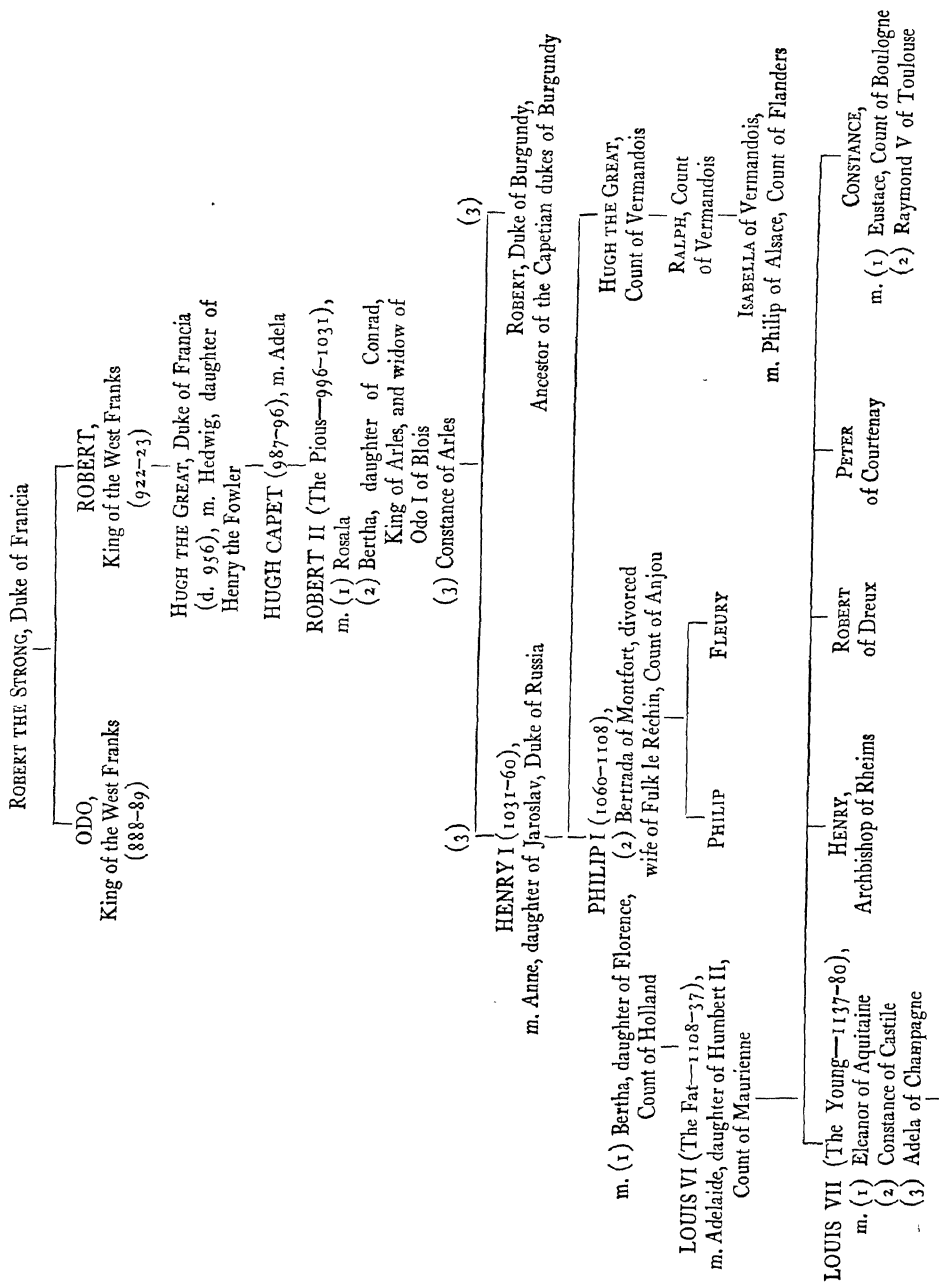 ROBERT THE STRONG, Duke of Francia
ODO,
King of the West Franks
(888–89)
ROBERT,
King of the West Franks
(922–23)
HUGH THE GREAT, Duke of Francia
(d. 956), m. Hedwig, daughter of
Henry the Fowler
HUGH CAPET (987–96), m. Adela
ROBERT II (The Pious—996–1031),
m. (1) Rosala
(2) Bertha, daughter of Conrad,
King of Arles, and widow of
Odo I of Blois
(3) Constance of Arles
(3)
HENRY I (1031–60),
m. Anne, daughter of Jaroslav, Duke of Russia
(3)
ROBERT, Duke of Burgundy,
Ancestor of the Capetian dukes of Burgundy
PHILIP I (1060–1108),
m. (1) Bertha, daughter of Florence,
Count of Holland
(2) Bertrada of Montfort, divorced
wife of Fulk le Réchin, Count of Anjou
HUGH THE GREAT,
Count of Vermandois
RALPH, Count
of Vermandois
ISABELLA of Vermandois,
m. Philip of Alsace, Count of Flanders
LOUIS VI (The Fat—1108–37),
m. Adelaide, daughter of Humbert II,
Count of Maurienne
PHILIP
FLEURY
LOUIS VII (The Young—1137–80),
m. (1) Eleanor of Aquitaine
(2) Constance of Castile
(3) Adela of Champagne
HENRY,
Archbishop of Rheims
ROBERT
of Dreux
PETER
of Courtenay
CONSTANCE,
m. (1) Eustace, Count of Boulogne
(2) Raymond V of Toulouse